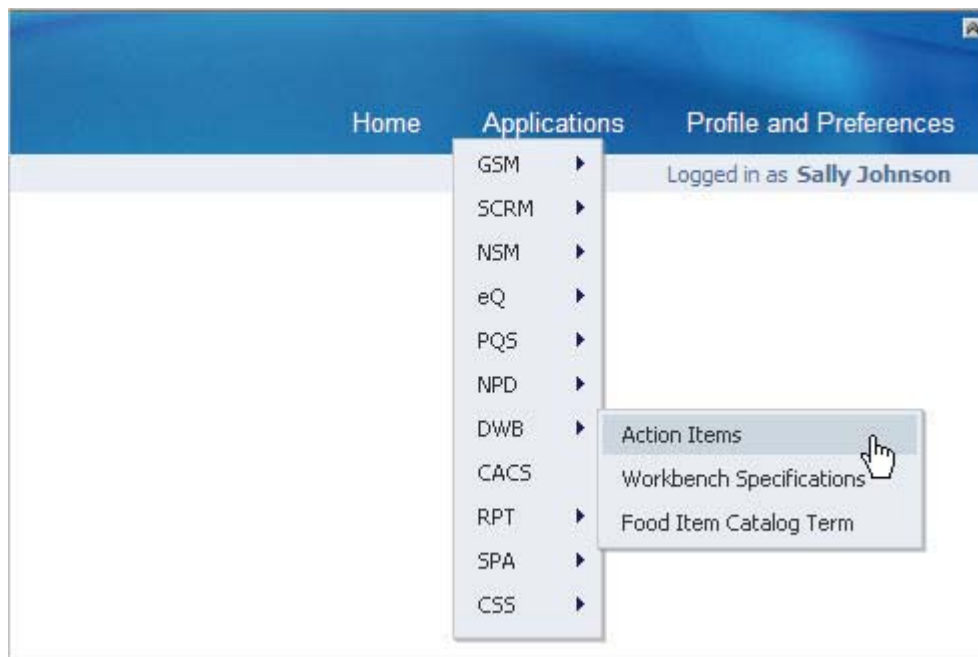 Home Applications Profile and Preferences
Logged in as Sally Johnson
GSM
SCRM
NSM
eQ
PQS
NPD
DWB
CACS
RPT
SPA
CSS
Action Items
Workbench Specifications
Food Item Catalog Term